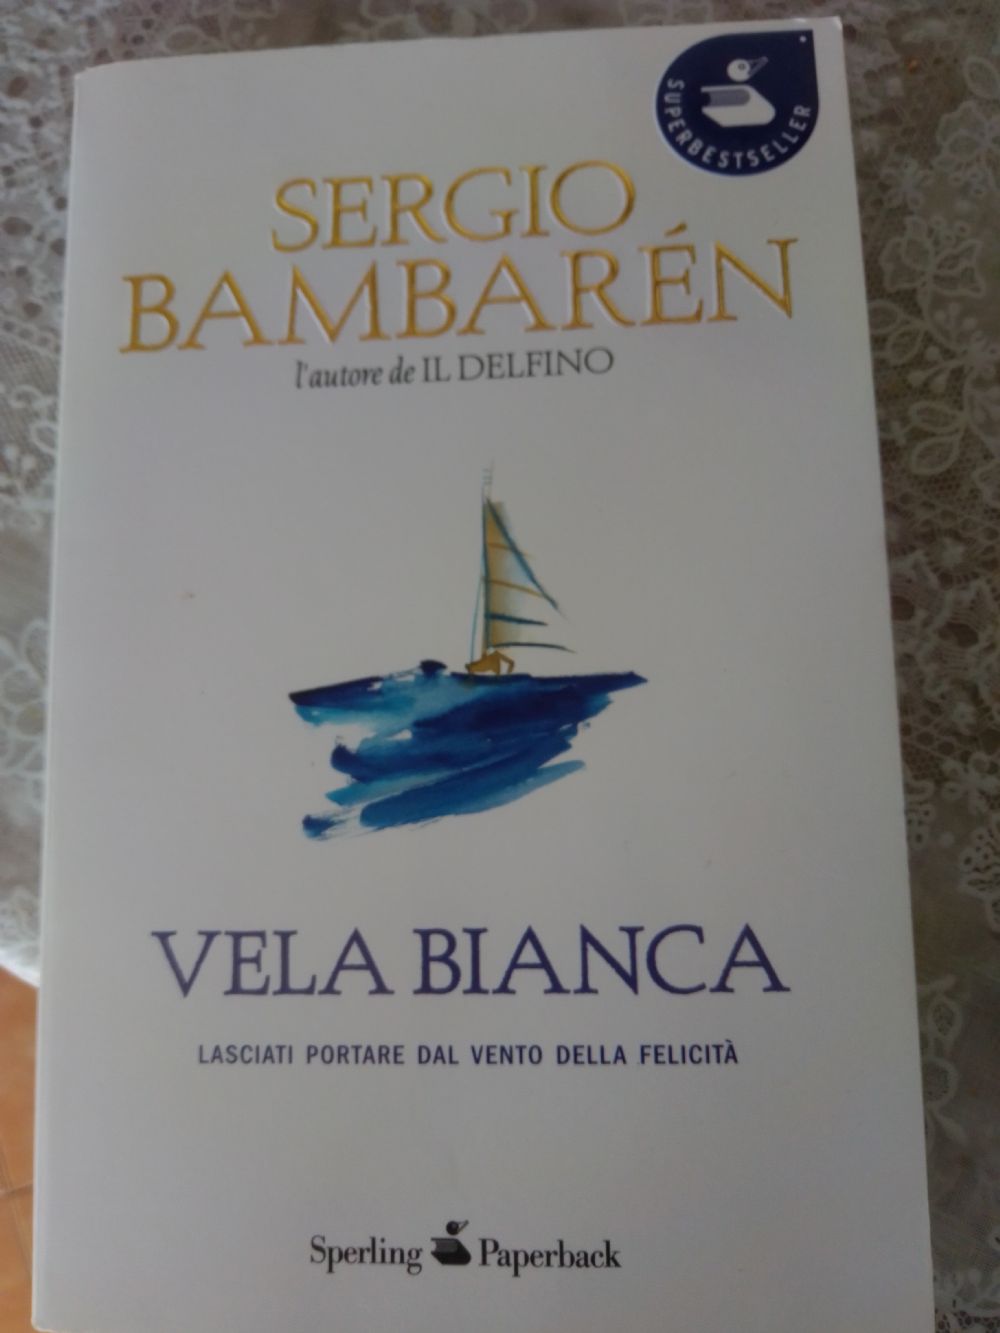 SUPERBESTSELLER
SERGIO
BAMBARÉN
l'autore de IL DELFINO
VELA BIANCA
LASCIATI PORTARE DAL VENTO DELLA FELICITÀ
Sperling Paperback